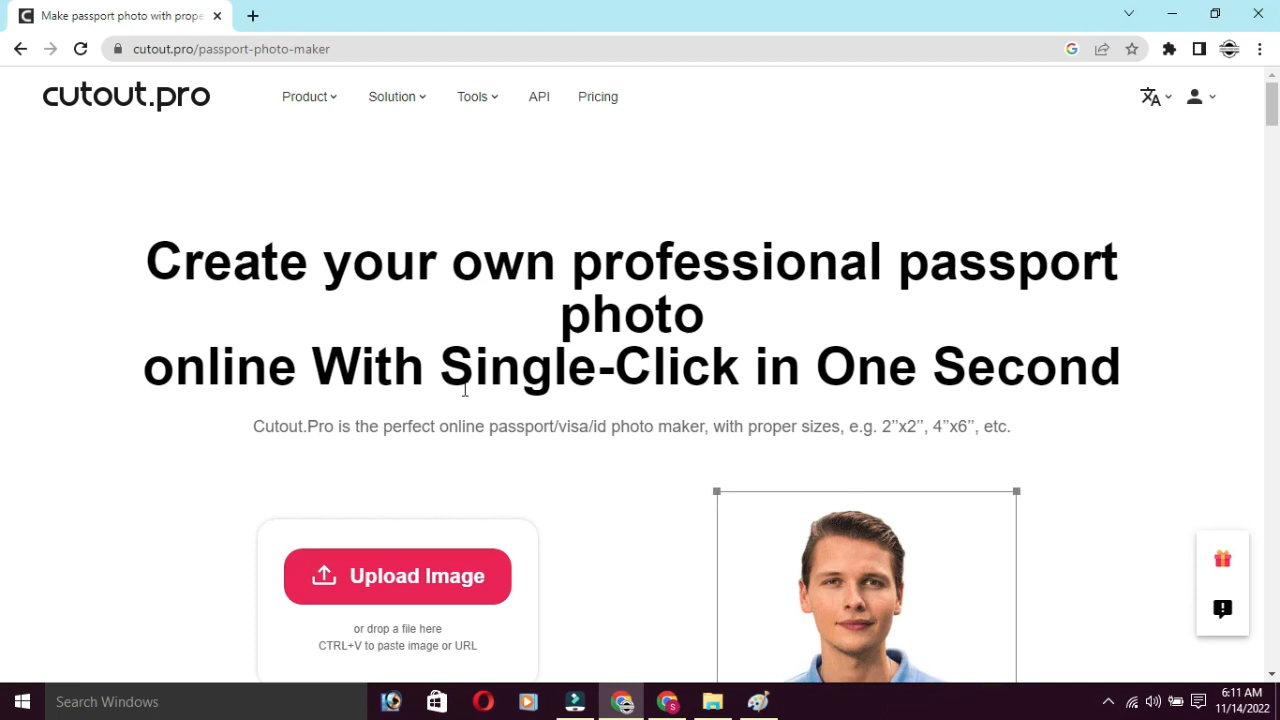 Make passport photo with prope
cutout.pro/passport-photo-maker
cutout.pro
Product
Solution
Tools
API
Pricing
Create your own professional passport
photo
online With Single-Click in One Second
Cutout.Pro is the perfect online passport/visa/id photo maker, with proper sizes, e.g. 2’’x2’’, 4’’x6’’, etc.
Upload Image
or drop a file here
CTRL+V to paste image or URL
Search Windows
6:11 AM
11/14/2022